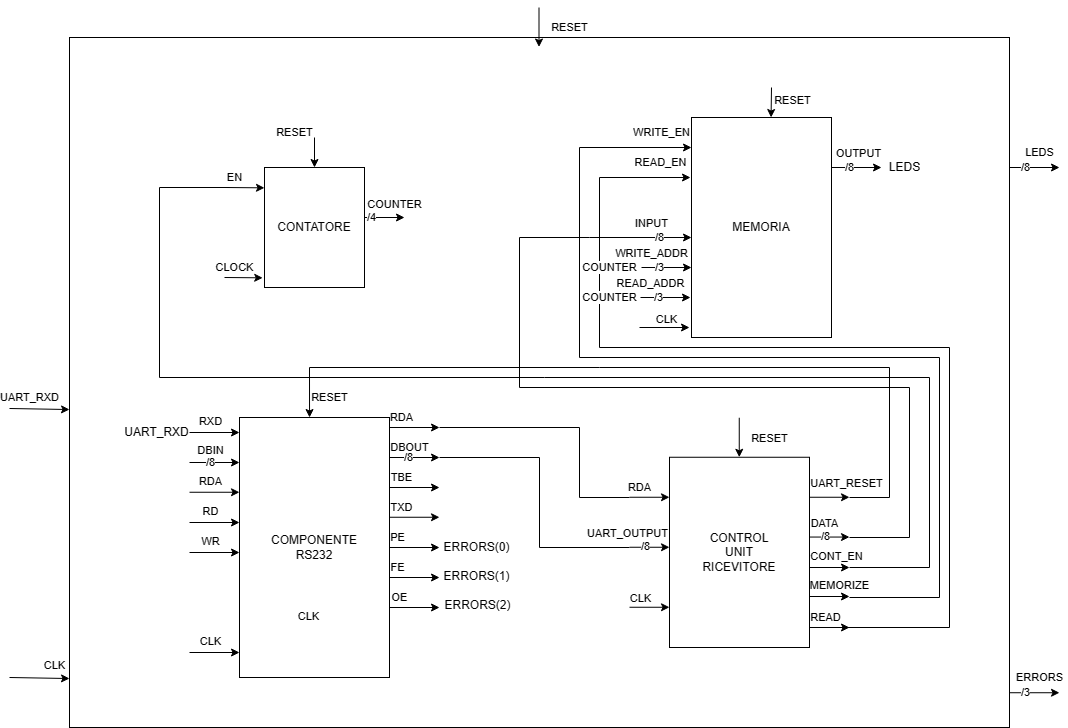 RESET
RESET
WRITE_EN
RESET
READ_EN
OUTPUT
/8
LEDS
LEDS
/8
EN
COUNTER
/4
CONTATORE
INPUT
/8
MEMORIA
WRITE_ADDR
COUNTER
/3
CLOCK
READ_ADDR
COUNTER
/3
CLK
UART_RXD
RESET
RXD
UART_RXD
RDA
DBIN
/8
DBOUT
/8
RESET
RDA
TBE
RDA
UART_RESET
RD
TXD
WR
COMPONENTE
RS232
PE
ERRORS(0)
UART_OUTPUT
/8
CONTROL
UNIT
RICEVITORE
DATA
/8
CONT_EN
FE
ERRORS(1)
MEMORIZE
OE
ERRORS(2)
CLK
READ
CLK
CLK
CLK
ERRORS
/3